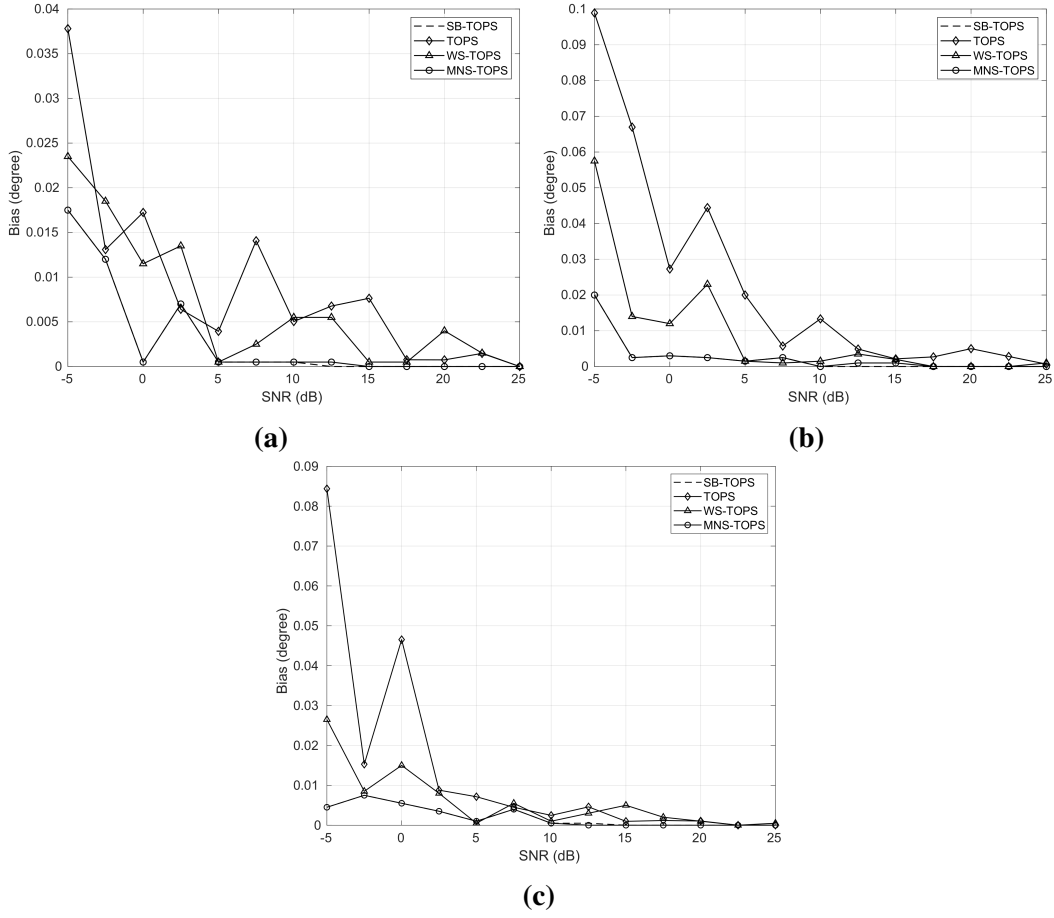 0.04
0.035
0.03
0.025
0.02
0.015
0.01
0.005
0
Bias (degree)
-5 0 5 10 15 20 25
SNR (dB)
SB-TOPS
TOPS
WS-TOPS
MNS-TOPS
(a)
0.1
0.09
0.08
0.07
0.06
0.05
0.04
0.03
0.02
0.01
0
Bias (degree)
-5 0 5 10 15 20 25
SNR (dB)
SB-TOPS
TOPS
WS-TOPS
MNS-TOPS
(b)
0.09
0.08
0.07
0.06
0.05
0.04
0.03
0.02
0.01
0
Bias (degree)
-5 0 5 10 15 20 25
SNR (dB)
SB-TOPS
TOPS
WS-TOPS
MNS-TOPS
(c)